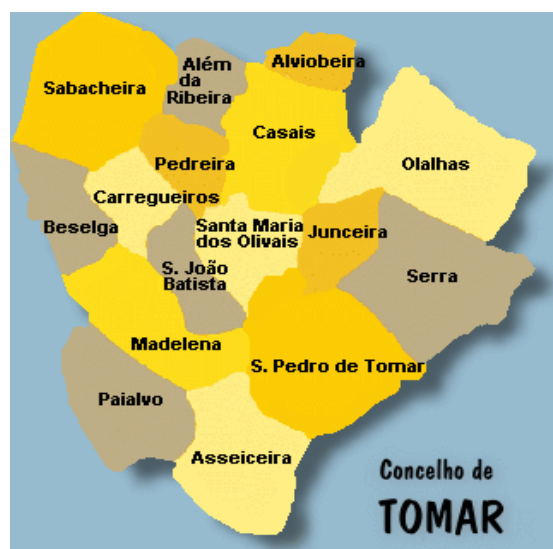 Sabacheira
Além
da
Ribeira
Alviobeira
Casais
Pedreira
Olalhas
Carregueiros
Beselga
Santa Maria
dos Olivais
Junceira
S. João
Batista
Serra
Madelena
S. Pedro de Tomar
Paialvo
Asseiceira
Concelho de
TOMAR